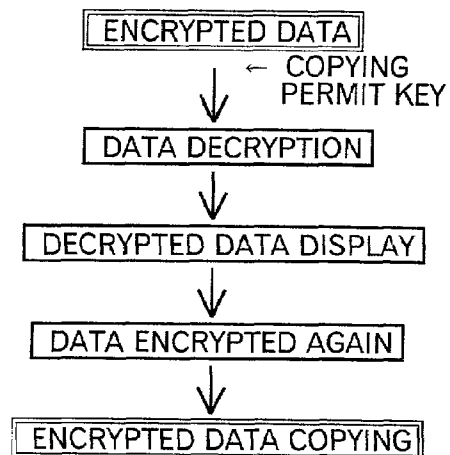 ENCRYPTED DATA
← COPYING
PERMIT KEY
DATA DECRYPTION
DECRYPTED DATA DISPLAY
DATA ENCRYPTED AGAIN
ENCRYPTED DATA COPYING